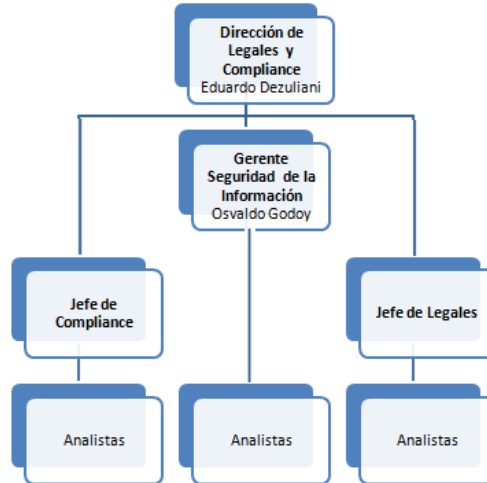 Dirección de
Legales y
Compliance
Eduardo Dezuliani
Gerente
Seguridad de la
Información
Osvaldo Godoy
Jefe de
Compliance
Jefe de Legales
Analistas
Analistas
Analistas